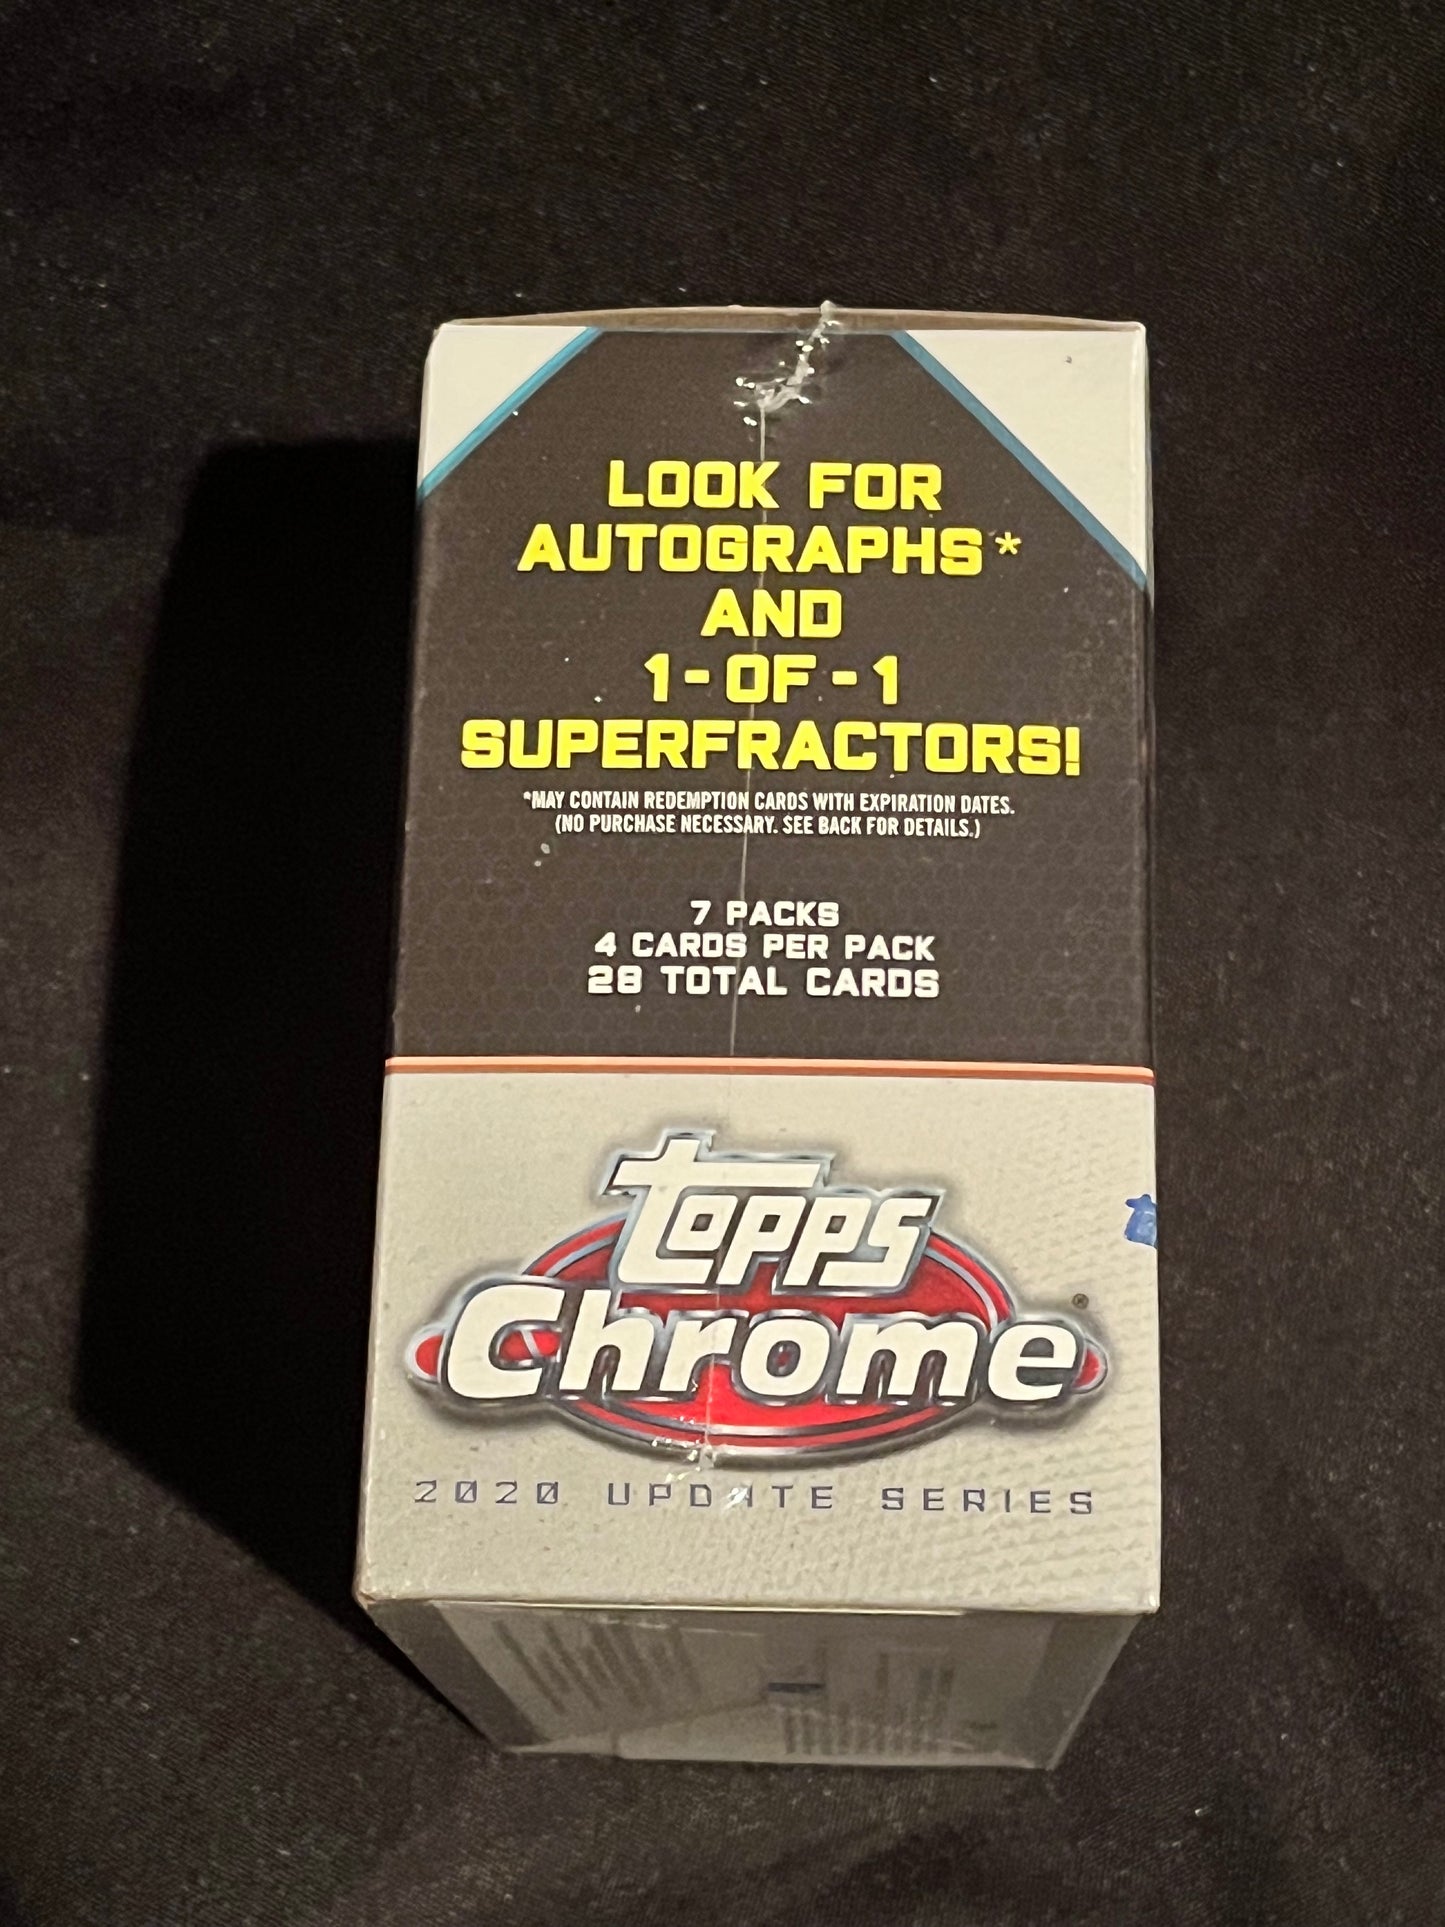 LOOK FOR
AUTOGRAPHS*
AND
1-OF-1
SUPERFRACTORS!
*MAY CONTAIN REDEMPTION CARDS WITH EXPIRATION DATES.
(NO PURCHASE NECESSARY. SEE BACK FOR DETAILS.)
7 PACKS
4 CARDS PER PACK
28 TOTAL CARDS
Topps
Chrome®
2020 UPDATE SERIES